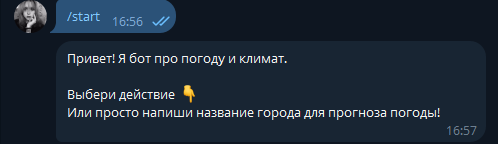 /start
16:56
Привет! Я бот про погоду и климат.
Выбери действие 👇
Или просто напиши название города для прогноза погоды!
16:57